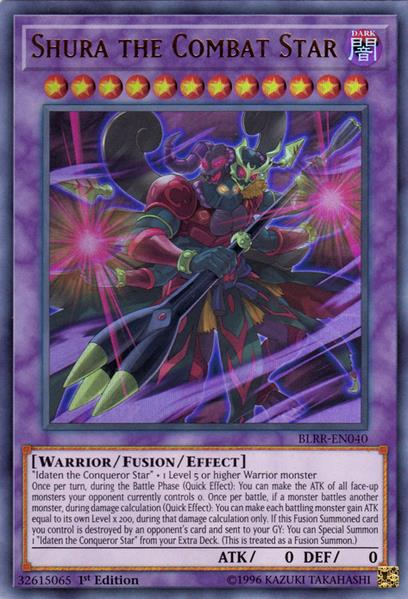 SHURA THE COMBAT STAR
DARK
闇
BLRR-EN040
[WARRIOR/FUSION/EFFECT]
"Idaten the Conqueror Star" + 1 Level 5 or higher Warrior monster
Once per turn, during the Battle Phase (Quick Effect): You can make the ATK of all face-up
monsters your opponent currently controls 0. Once per battle, if a monster battles another
monster, during damage calculation (Quick Effect): You can make each battling monster gain ATK
equal to its own Level x 200, during that damage calculation only. If this Fusion Summoned card
you control is destroyed by an opponent's card and sent to your GY: You can Special Summon
1 "Idaten the Conqueror Star" from your Extra Deck. (This is treated as a Fusion Summon.)
ATK/ 0 DEF/ 0
32615065 1st Edition ©1996 KAZUKI TAKAHASHI